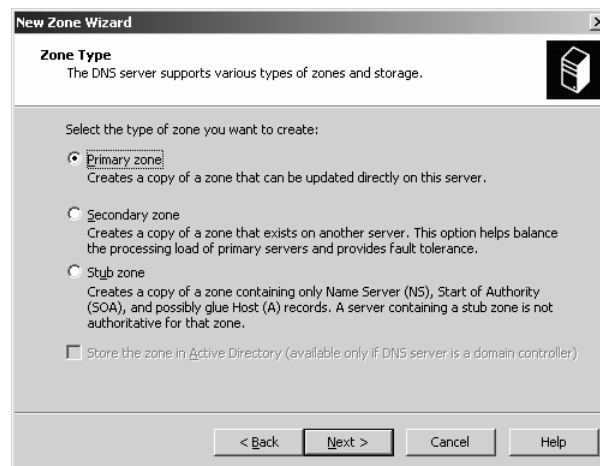 New Zone Wizard
Zone Type
The DNS server supports various types of zones and storage.
Select the type of zone you want to create:
Primary zone
Creates a copy of a zone that can be updated directly on this server.
Secondary zone
Creates a copy of a zone that exists on another server. This option helps balance
the processing load of primary servers and provides fault tolerance.
Stub zone
Creates a copy of a zone containing only Name Server (NS), Start of Authority
(SOA), and possibly glue Host (A) records. A server containing a stub zone is not
authoritative for that zone.
Store the zone in Active Directory (available only if DNS server is a domain controller)
< Back Next > Cancel Help